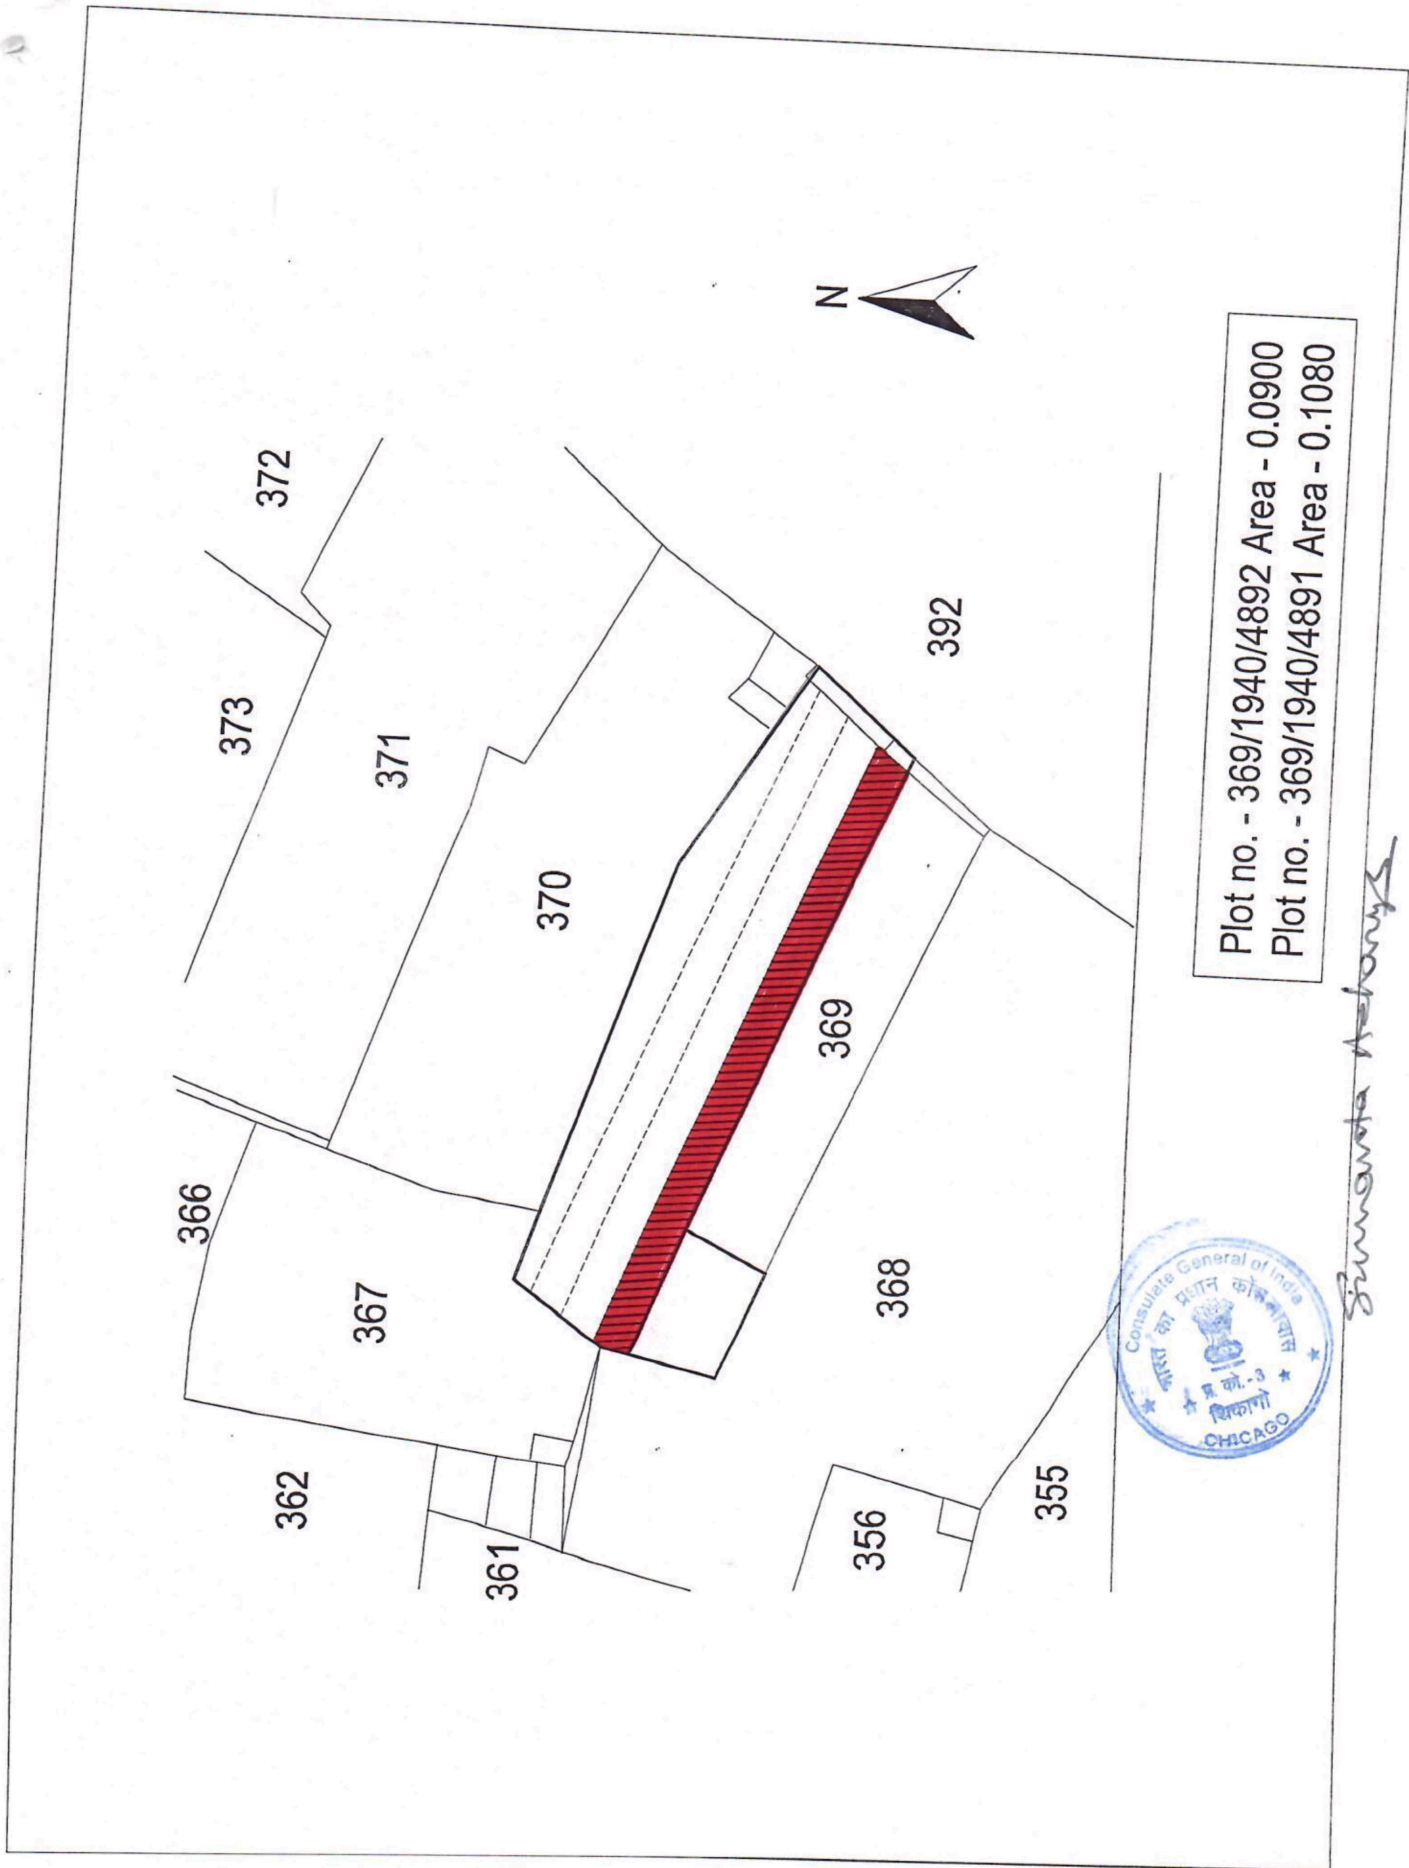 372
373
371
366
370
367
N
362
361
369
392
368
356
355
Plot no. - 369/1940/4892 Area - 0.0900
Plot no. - 369/1940/4891 Area - 0.1080
Consulate General of India
भारत का प्रधान कोंसलावास
प्र. को.-3
शिकागो
CHICAGO